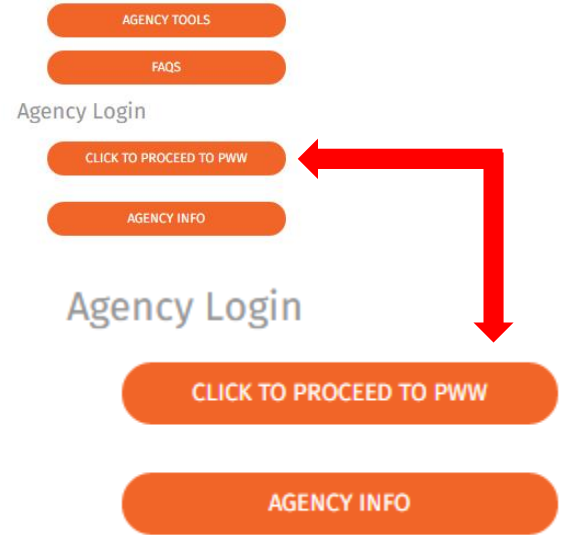 AGENCY TOOLS
FAQS
Agency Login
CLICK TO PROCEED TO PWW
AGENCY INFO
Agency Login
CLICK TO PROCEED TO PWW
AGENCY INFO